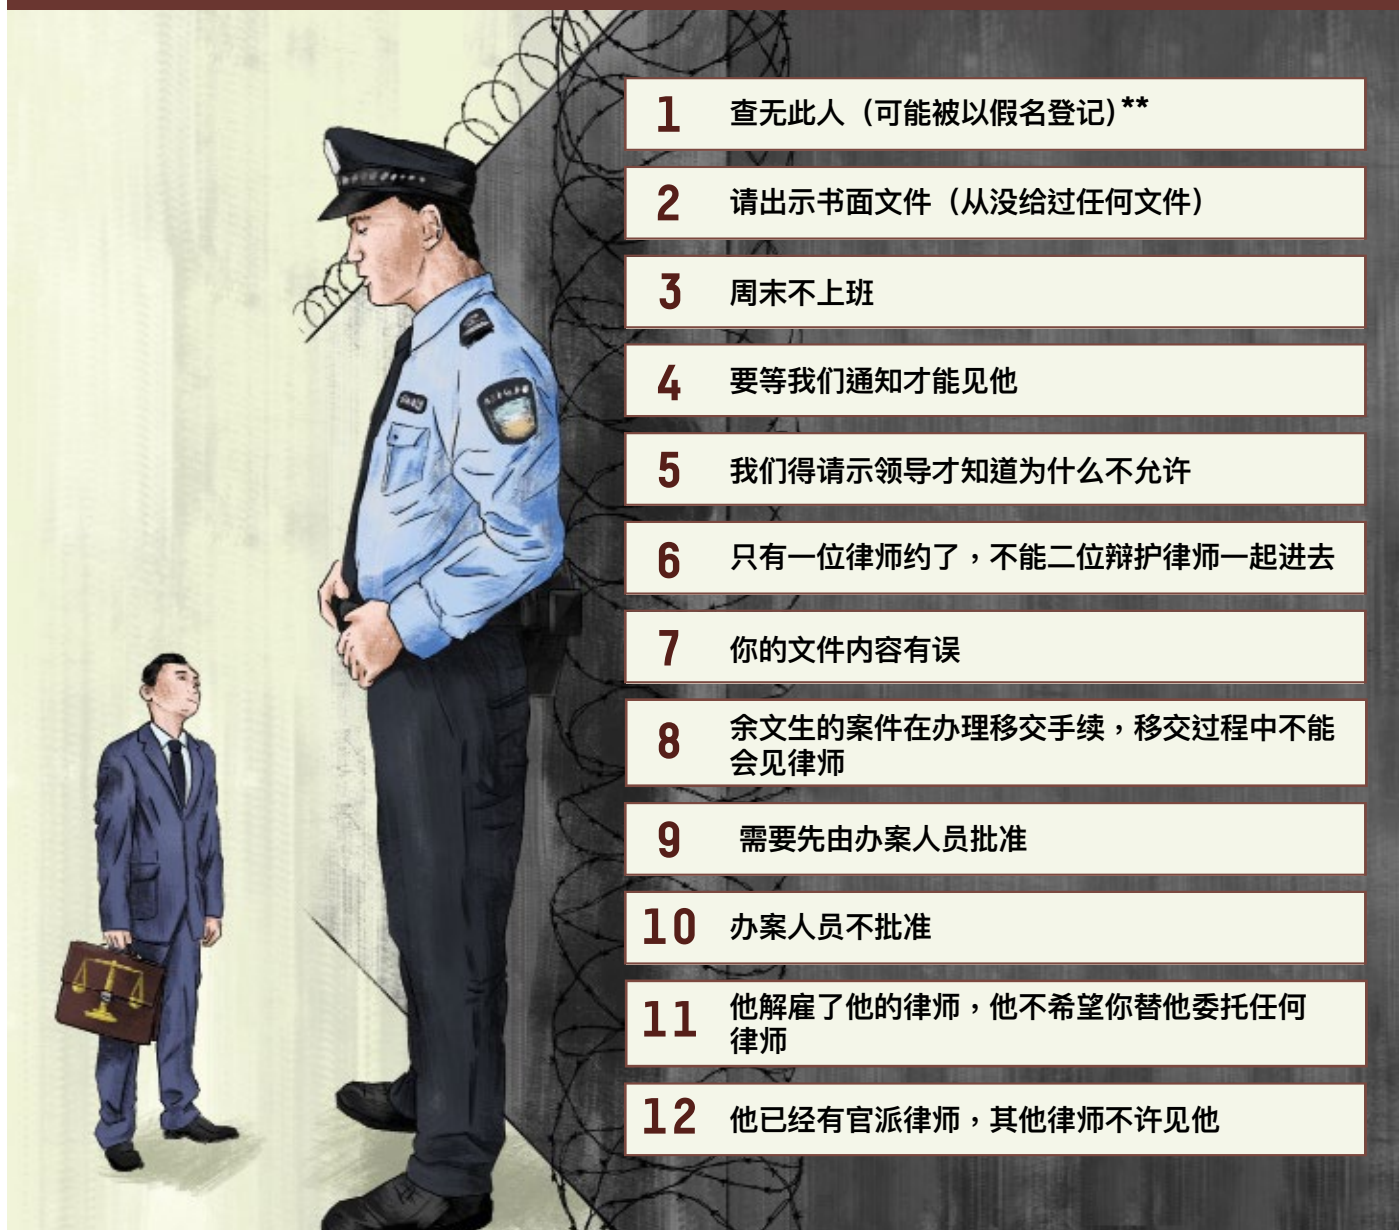 1 查无此人（可能被以假名登记）**
2 请出示书面文件（从没给过任何文件）
3 周末不上班
4 要等我们通知才能见他
5 我们得请示领导才知道为什么不允许
6 只有一位律师约了，不能二位辩护律师一起进去
7 你的文件内容有误
8 余文生的案件在办理移交手续，移交过程中不能
会见律师
9 需要先由办案人员批准
10 办案人员不批准
11 他解雇了他的律师，他不希望你替他委托任何
律师
12 他已经有官派律师，其他律师不许见他